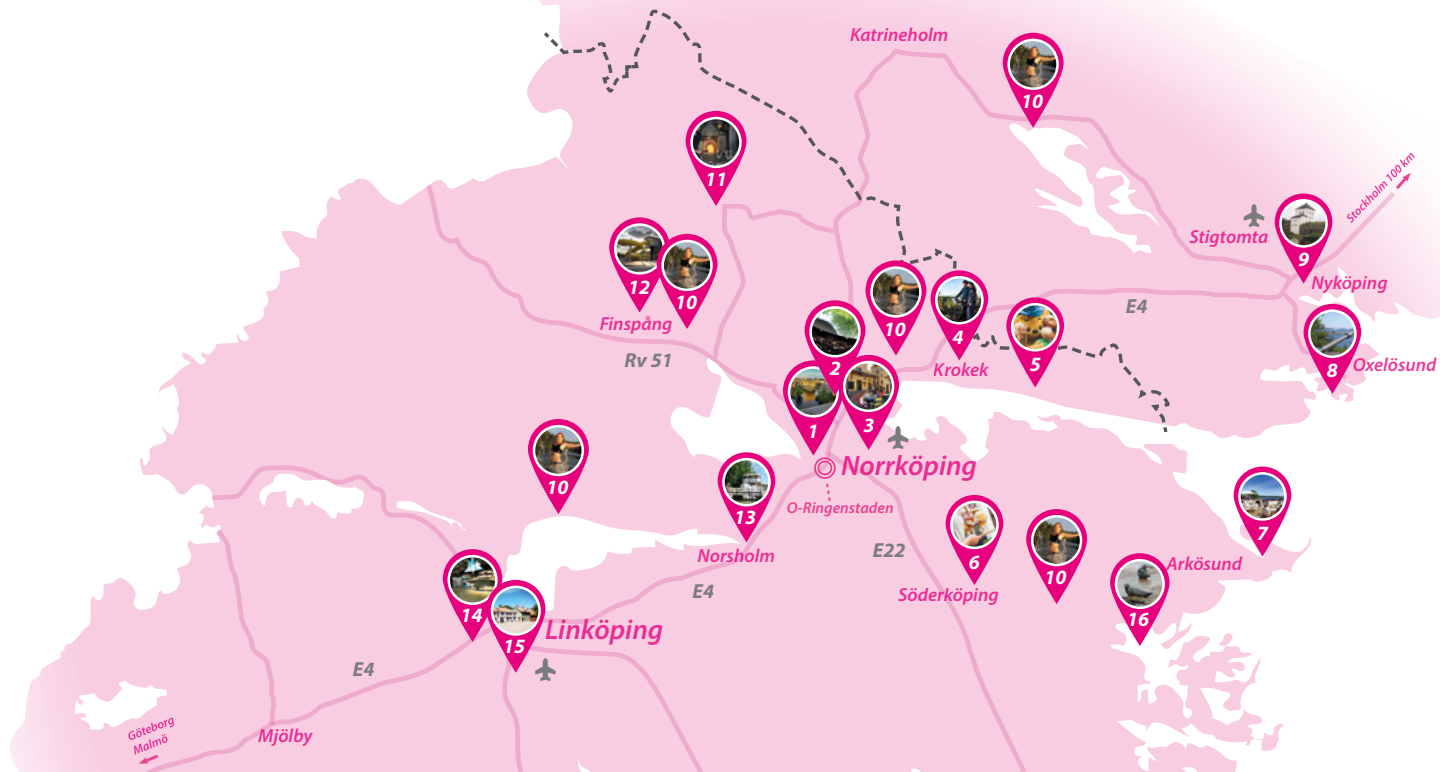 Katrineholm
10
11
Stockholm 100 km
Stigtomta
9
Nyköping
12
10
Finspång
Rv 51
10
4
Krokek
5
E4
8
Oxelösund
2
1
3
Norrköping
O-Ringenstaden
10
13
Norsholm
E4
E22
6
Söderköping
10
7
Arkösund
16
14
15
Linköping
E4
Mjölby
Göteborg
Malmö